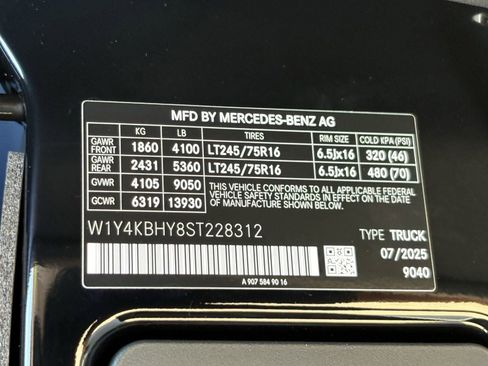 MFD BY MERCEDES-BENZ AG
KG LB TIRES RIM SIZE COLD KPA (PSI)
GAWR FRONT 1860 4100 LT245/75R16 6.5Jx16 320 (46)
GAWR REAR 2431 5360 LT245/75R16 6.5Jx16 480 (70)
GVWR 4105 9050 THIS VEHICLE CONFORMS TO ALL APPLICABLE FEDERAL
VEHICLE SAFETY STANDARDS IN EFFECT ON THE DATE OF
GCWR 6319 13930 MANUFACTURE SHOWN ABOVE.
W1Y4KBHY8ST228312
TYPE TRUCK
07/2025
9040
A 907 584 90 16